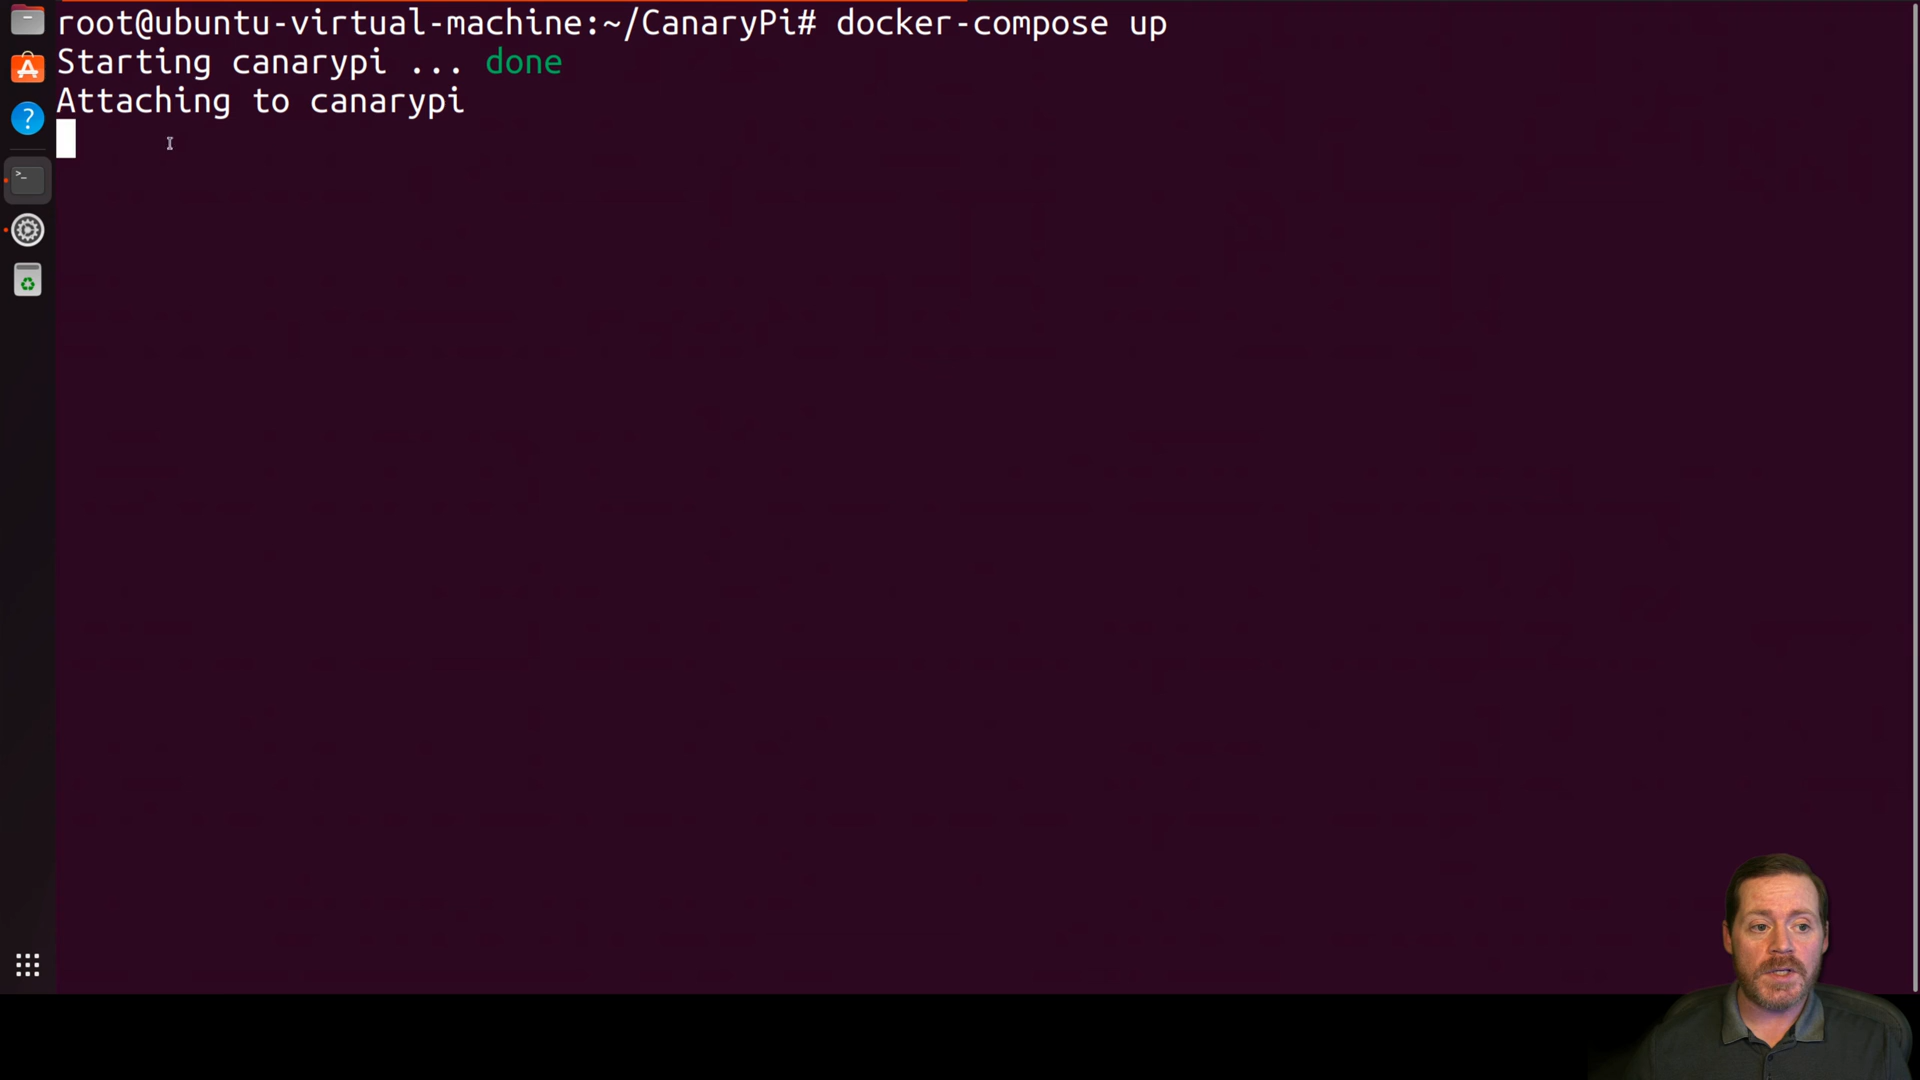 root@ubuntu-virtual-machine:~/CanaryPi# docker-compose up
Starting canarypi ... done
Attaching to canarypi